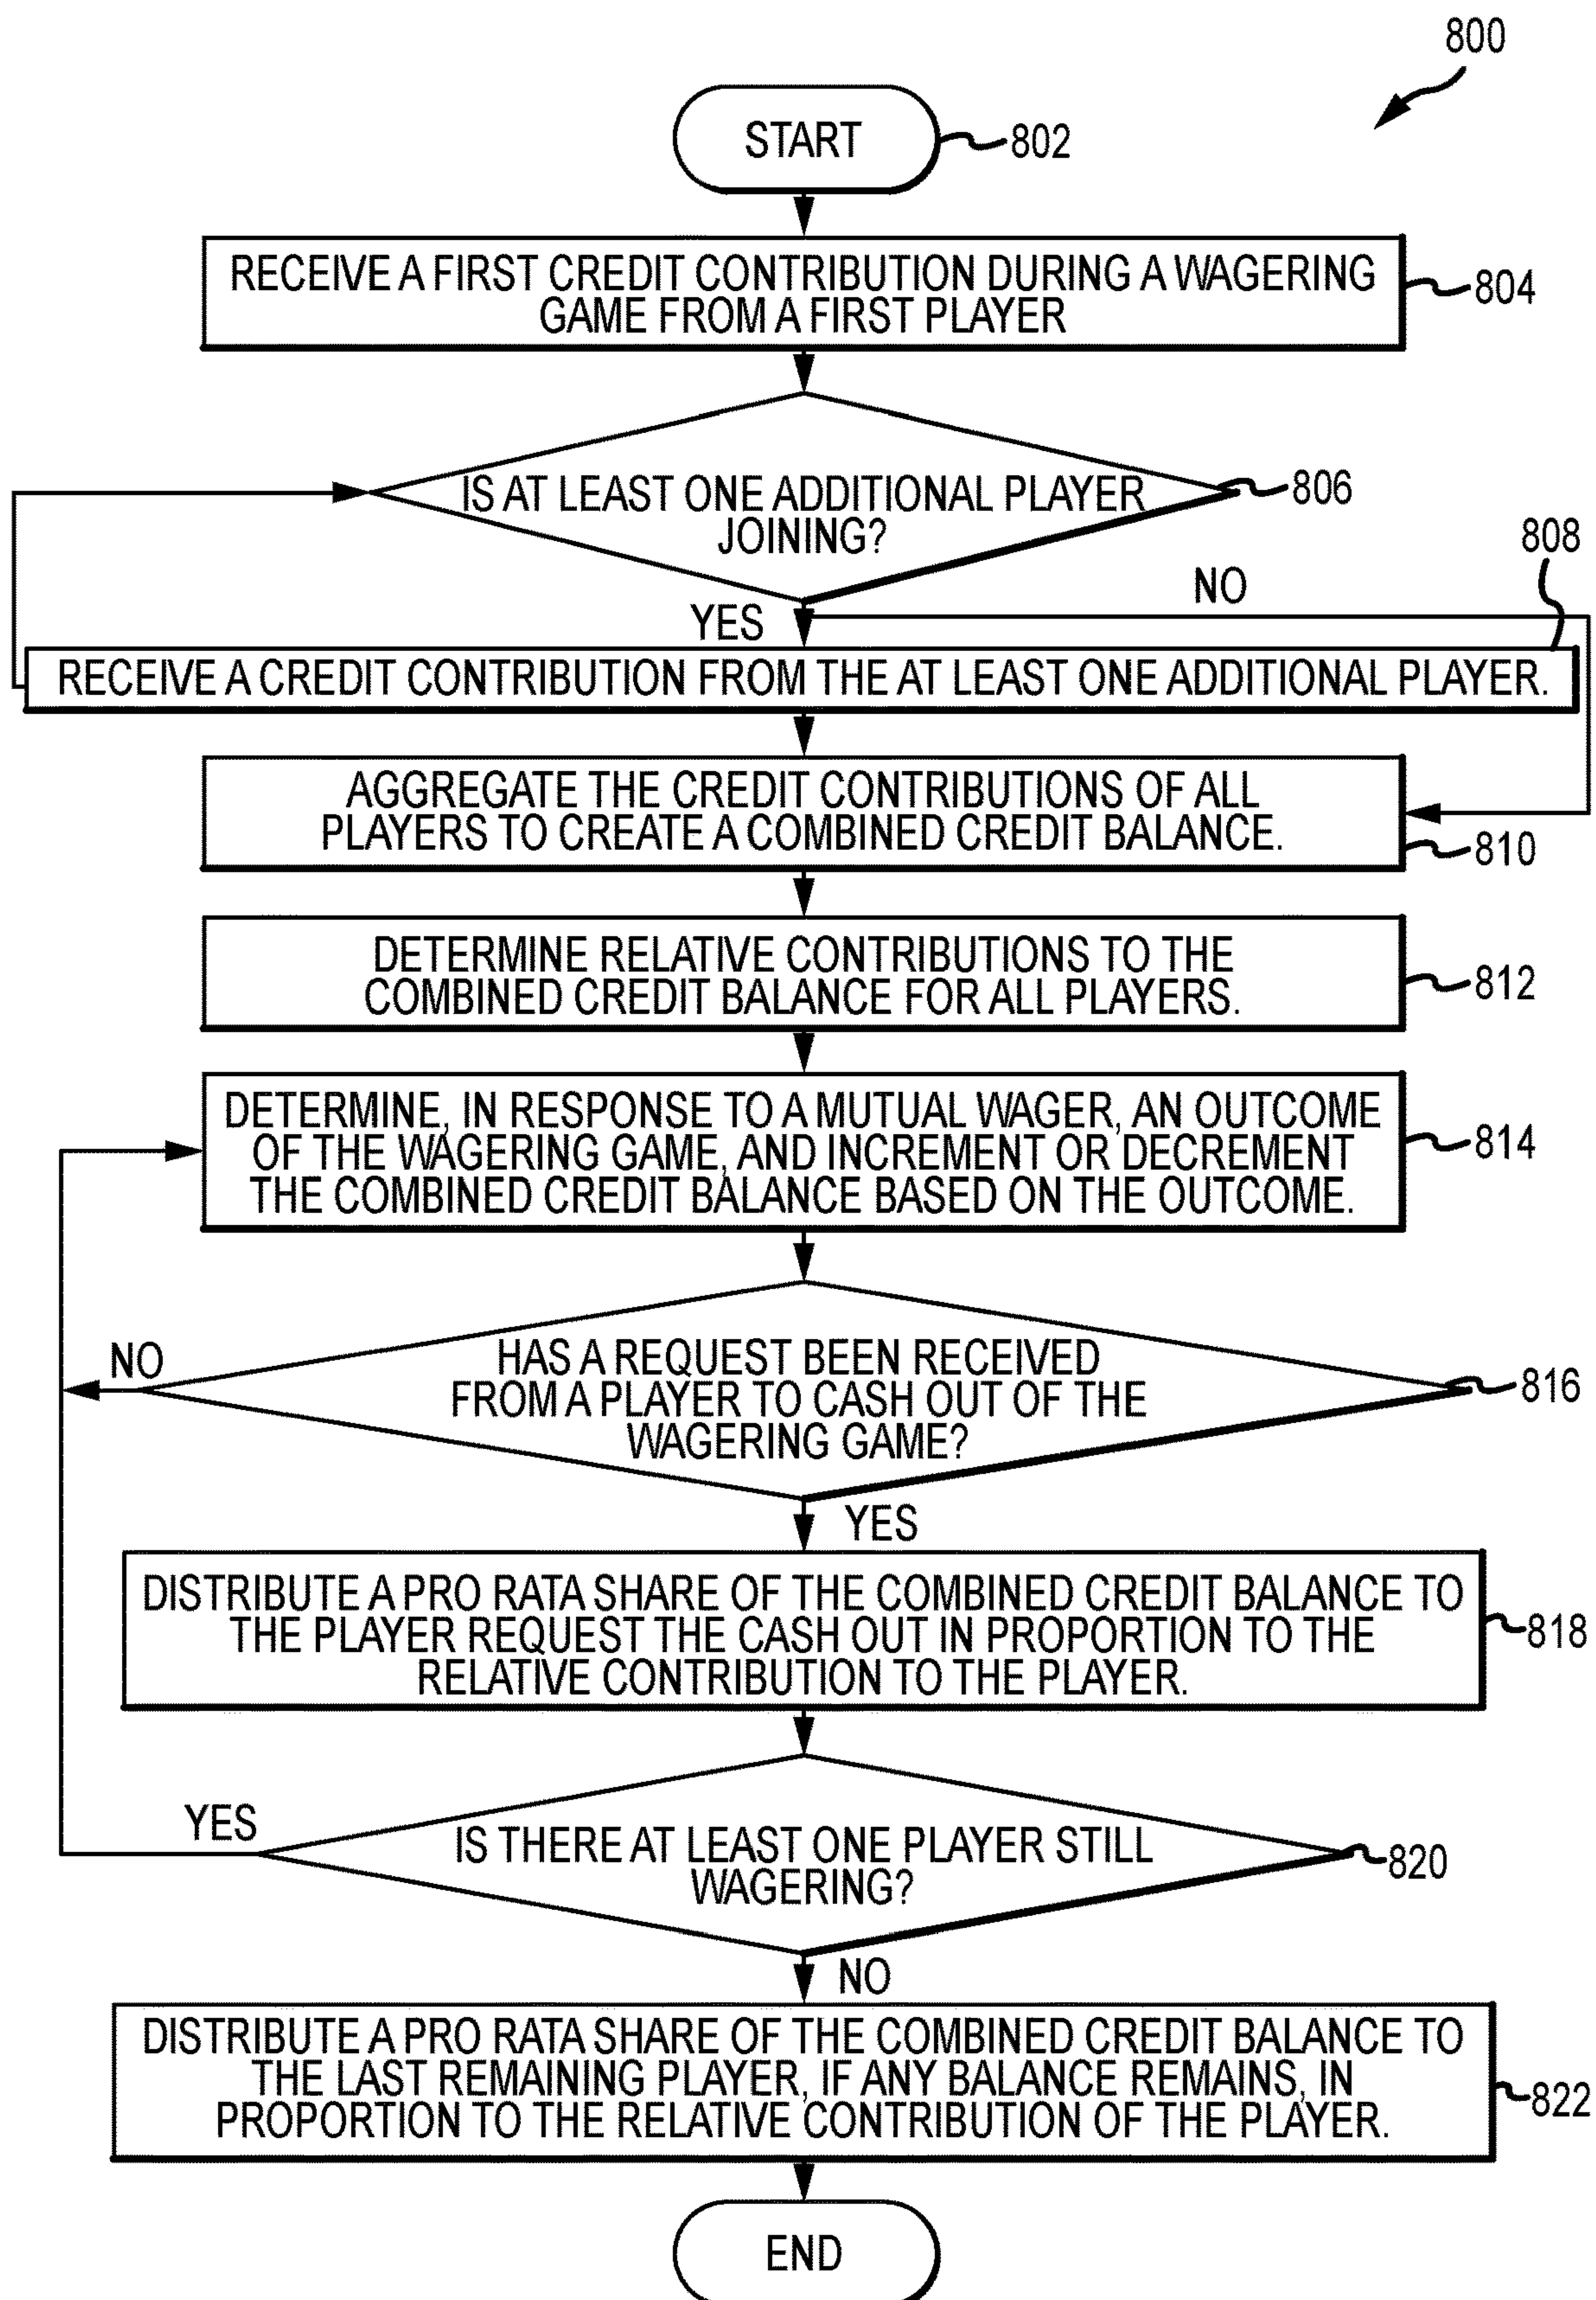 800
START
802
RECEIVE A FIRST CREDIT CONTRIBUTION DURING A WAGERING
GAME FROM A FIRST PLAYER
804
IS AT LEAST ONE ADDITIONAL PLAYER
JOINING?
806
808
NO
YES
RECEIVE A CREDIT CONTRIBUTION FROM THE AT LEAST ONE ADDITIONAL PLAYER.
AGGREGATE THE CREDIT CONTRIBUTIONS OF ALL
PLAYERS TO CREATE A COMBINED CREDIT BALANCE.
810
DETERMINE RELATIVE CONTRIBUTIONS TO THE
COMBINED CREDIT BALANCE FOR ALL PLAYERS.
812
DETERMINE, IN RESPONSE TO A MUTUAL WAGER, AN OUTCOME
OF THE WAGERING GAME, AND INCREMENT OR DECREMENT
THE COMBINED CREDIT BALANCE BASED ON THE OUTCOME.
814
NO
HAS A REQUEST BEEN RECEIVED
FROM A PLAYER TO CASH OUT OF THE
WAGERING GAME?
816
YES
DISTRIBUTE A PRO RATA SHARE OF THE COMBINED CREDIT BALANCE TO
THE PLAYER REQUEST THE CASH OUT IN PROPORTION TO THE
RELATIVE CONTRIBUTION TO THE PLAYER.
818
YES
IS THERE AT LEAST ONE PLAYER STILL
WAGERING?
820
NO
DISTRIBUTE A PRO RATA SHARE OF THE COMBINED CREDIT BALANCE TO
THE LAST REMAINING PLAYER, IF ANY BALANCE REMAINS, IN
PROPORTION TO THE RELATIVE CONTRIBUTION OF THE PLAYER.
822
END